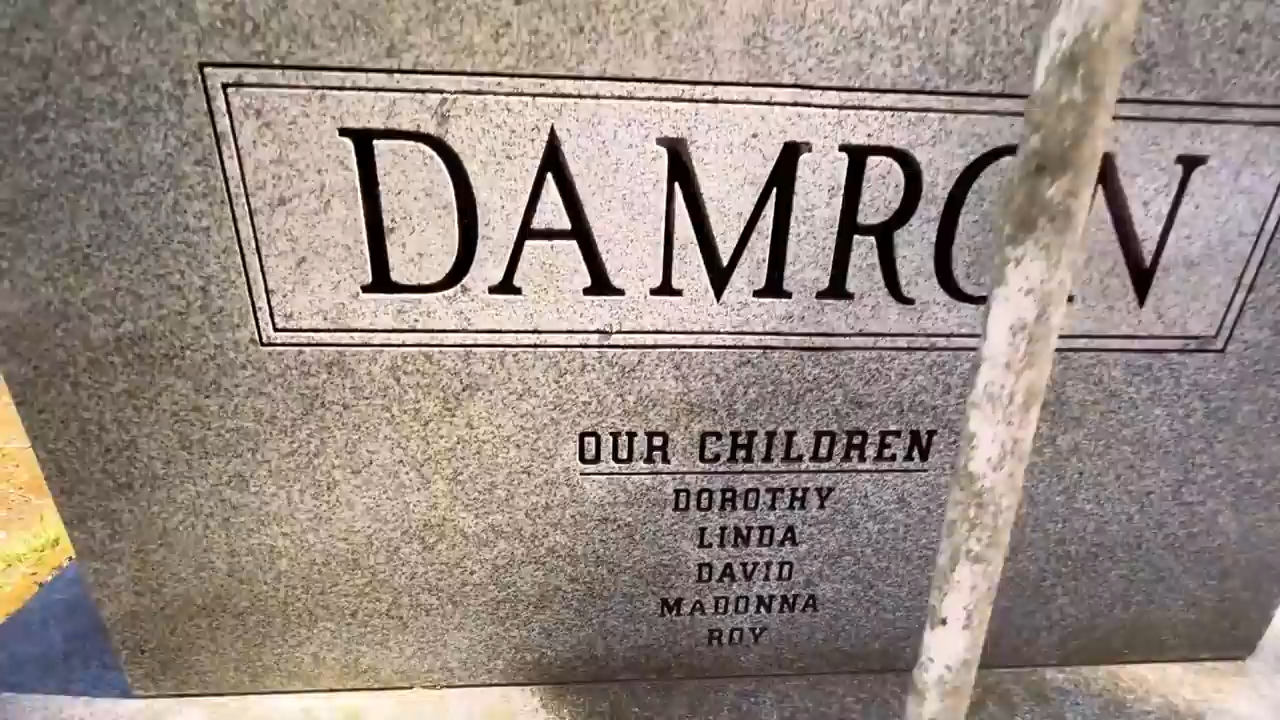 DAMRON
OUR CHILDREN
DOROTHY
LINDA
DAVID
MADONNA
ROY